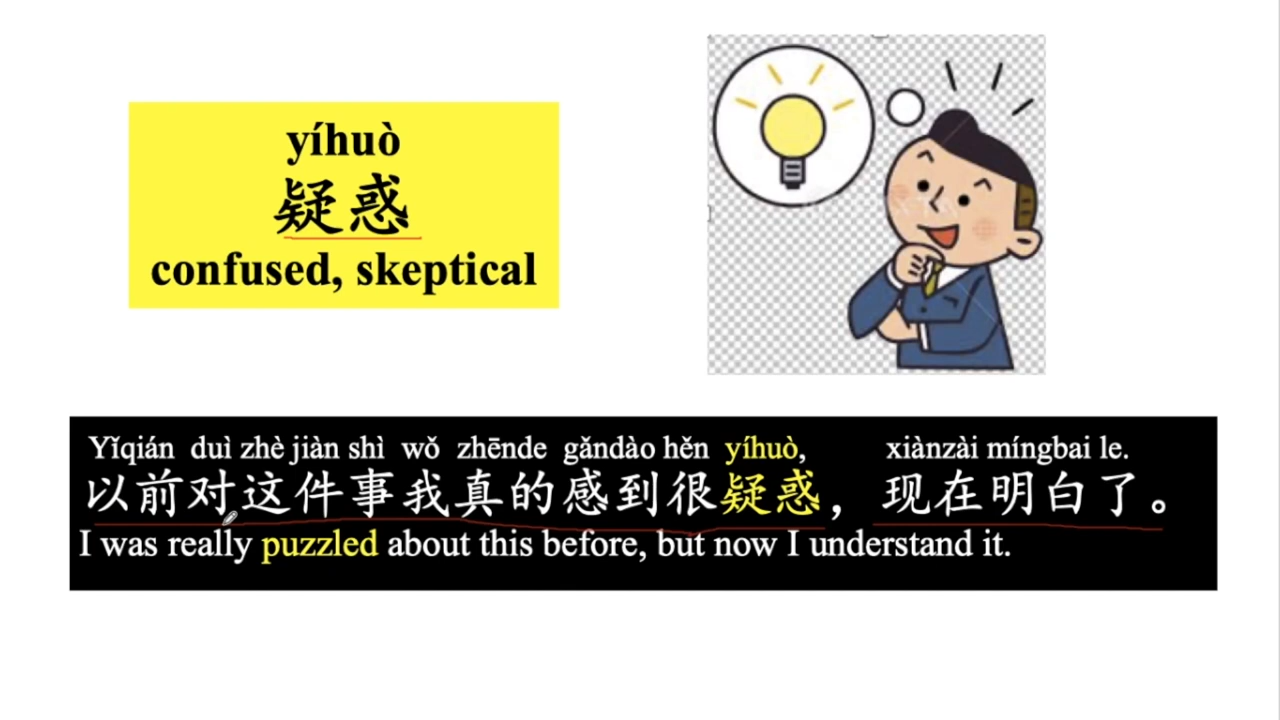 yíhuò
疑惑
confused, skeptical
Yǐqián duì zhè jiàn shì wǒ zhēnde gǎndào hěn yíhuò, xiànzài míngbai le.
以前对这件事我真的感到很疑惑，现在明白了。
I was really puzzled about this before, but now I understand it.